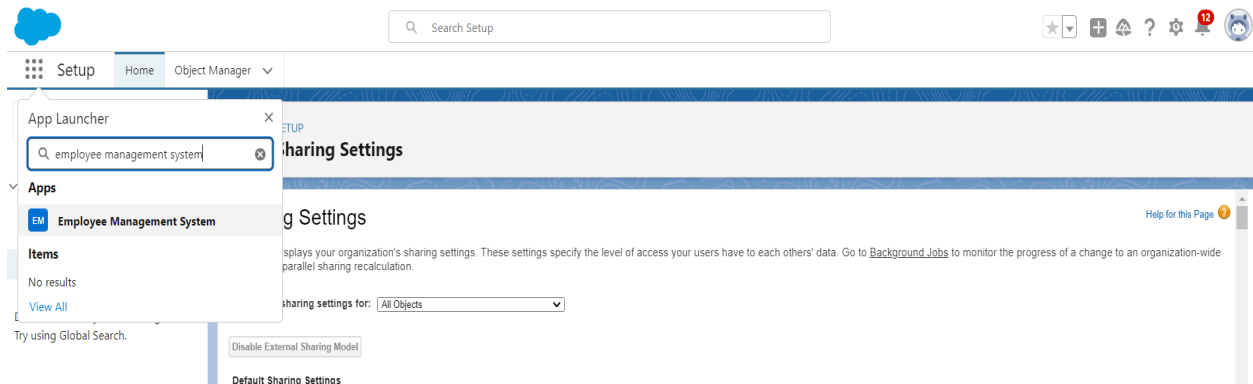 Search Setup
12
Setup
Home
Object Manager
App Launcher
employee management system
Apps
EM
Employee Management System
Items
No results
View All
Try using Global Search.
ETUP
haring Settings
g Settings
Help for this Page
splays your organization's sharing settings. These settings specify the level of access your users have to each others' data. Go to Background Jobs to monitor the progress of a change to an organization-wide
parallel sharing recalculation.
sharing settings for:
All Objects
Disable External Sharing Model
Default Sharing Settings